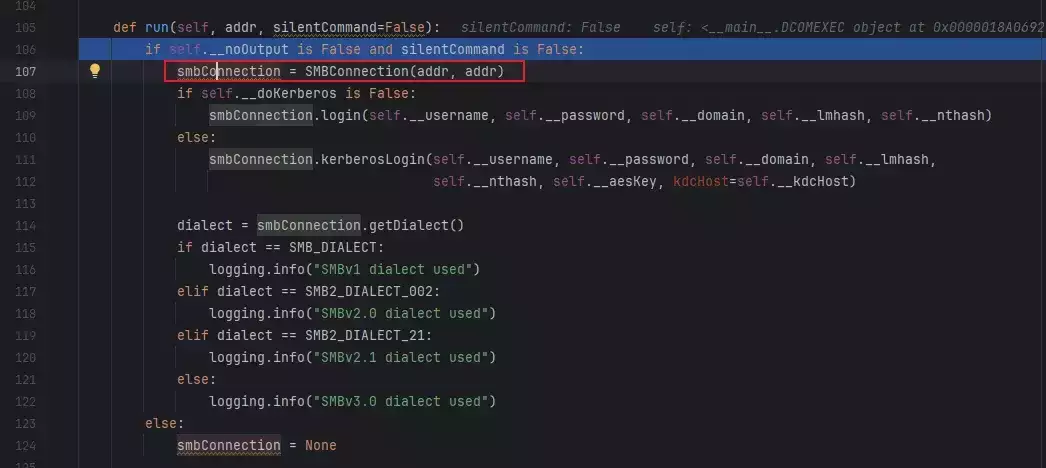 104
105 def run(self, addr, silentCommand=False): silentCommand: False self: <__main__.DCOMEXEC object at 0x0000018A0692
106 if self.__noOutput is False and silentCommand is False:
107 smbConnection = SMBConnection(addr, addr)
108 if self.__doKerberos is False:
109 smbConnection.login(self.__username, self.__password, self.__domain, self.__lmhash, self.__nthash)
110 else:
111 smbConnection.kerberosLogin(self.__username, self.__password, self.__domain, self.__lmhash,
112 self.__nthash, self.__aesKey, kdcHost=self.__kdcHost)
113
114 dialect = smbConnection.getDialect()
115 if dialect == SMB_DIALECT:
116 logging.info("SMBv1 dialect used")
117 elif dialect == SMB2_DIALECT_002:
118 logging.info("SMBv2.0 dialect used")
119 elif dialect == SMB2_DIALECT_21:
120 logging.info("SMBv2.1 dialect used")
121 else:
122 logging.info("SMBv3.0 dialect used")
123 else:
124 smbConnection = None
125